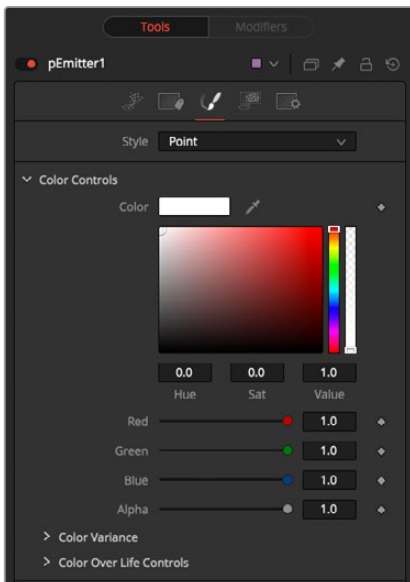 Tools Modifiers
pEmitter1
Style Point
Color Controls
Color
0.0 0.0 1.0
Hue Sat Value
Red 1.0
Green 1.0
Blue 1.0
Alpha 1.0
Color Variance
Color Over Life Controls